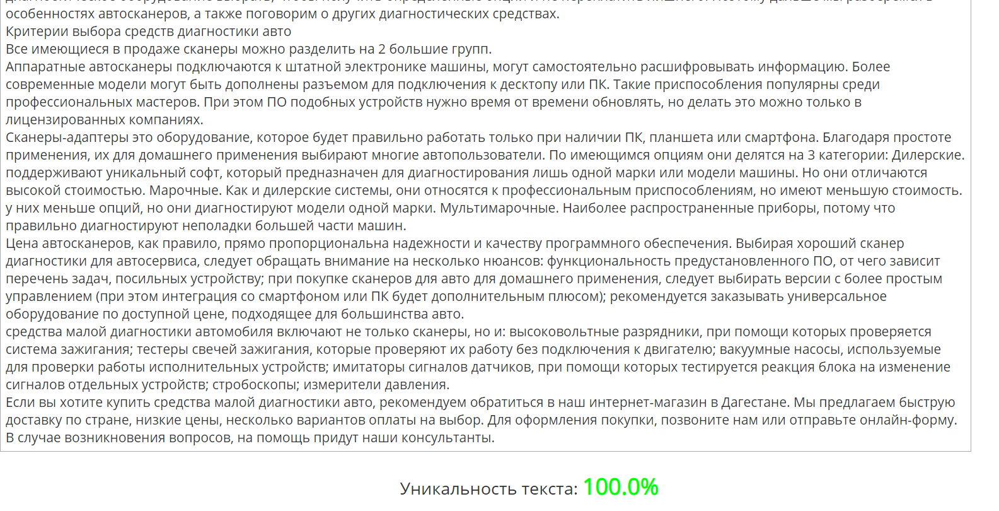 особенностях автосканеров, а также поговорим о других диагностических средствах.
Критерии выбора средств диагностики авто
Все имеющиеся в продаже сканеры можно разделить на 2 большие групп.
Аппаратные автосканеры подключаются к штатной электронике машины, могут самостоятельно расшифровывать информацию. Более
современные модели могут быть дополнены разъемом для подключения к десктопу или ПК. Такие приспособления популярны среди
профессиональных мастеров. При этом ПО подобных устройств нужно время от времени обновлять, но делать это можно только в
лицензированных компаниях.
Сканеры-адаптеры это оборудование, которое будет правильно работать только при наличии ПК, планшета или смартфона. Благодаря простоте
применения, их для домашнего применения выбирают многие автопользователи. По имеющимся опциям они делятся на 3 категории: Дилерские.
поддерживают уникальный софт, который предназначен для диагностирования лишь одной марки или модели машины. Но они отличаются
высокой стоимостью. Марочные. Как и дилерские системы, они относятся к профессиональным приспособлениям, но имеют меньшую стоимость.
у них меньше опций, но они диагностируют модели одной марки. Мультимарочные. Наиболее распространенные приборы, потому что
правильно диагностируют неполадки большей части машин.
Цена автосканеров, как правило, прямо пропорциональна надежности и качеству программного обеспечения. Выбирая хороший сканер
диагностики для автосервиса, следует обращать внимание на несколько нюансов: функциональность предустановленного ПО, от чего зависит
перечень задач, посильных устройству; при покупке сканеров для авто для домашнего применения, следует выбирать версии с более простым
управлением (при этом интеграция со смартфоном или ПК будет дополнительным плюсом); рекомендуется заказывать универсальное
оборудование по доступной цене, подходящее для большинства авто.
средства малой диагностики автомобиля включают не только сканеры, но и: высоковольтные разрядники, при помощи которых проверяется
система зажигания; тестеры свечей зажигания, которые проверяют их работу без подключения к двигателю; вакуумные насосы, используемые
для проверки работы исполнительных устройств; имитаторы сигналов датчиков, при помощи которых тестируется реакция блока на изменение
сигналов отдельных устройств; стробоскопы; измерители давления.
Если вы хотите купить средства малой диагностики авто, рекомендуем обратиться в наш интернет-магазин в Дагестане. Мы предлагаем быструю
доставку по стране, низкие цены, несколько вариантов оплаты на выбор. Для оформления покупки, позвоните нам или отправьте онлайн-форму.
В случае возникновения вопросов, на помощь придут наши консультанты.
Уникальность текста: 100.0%